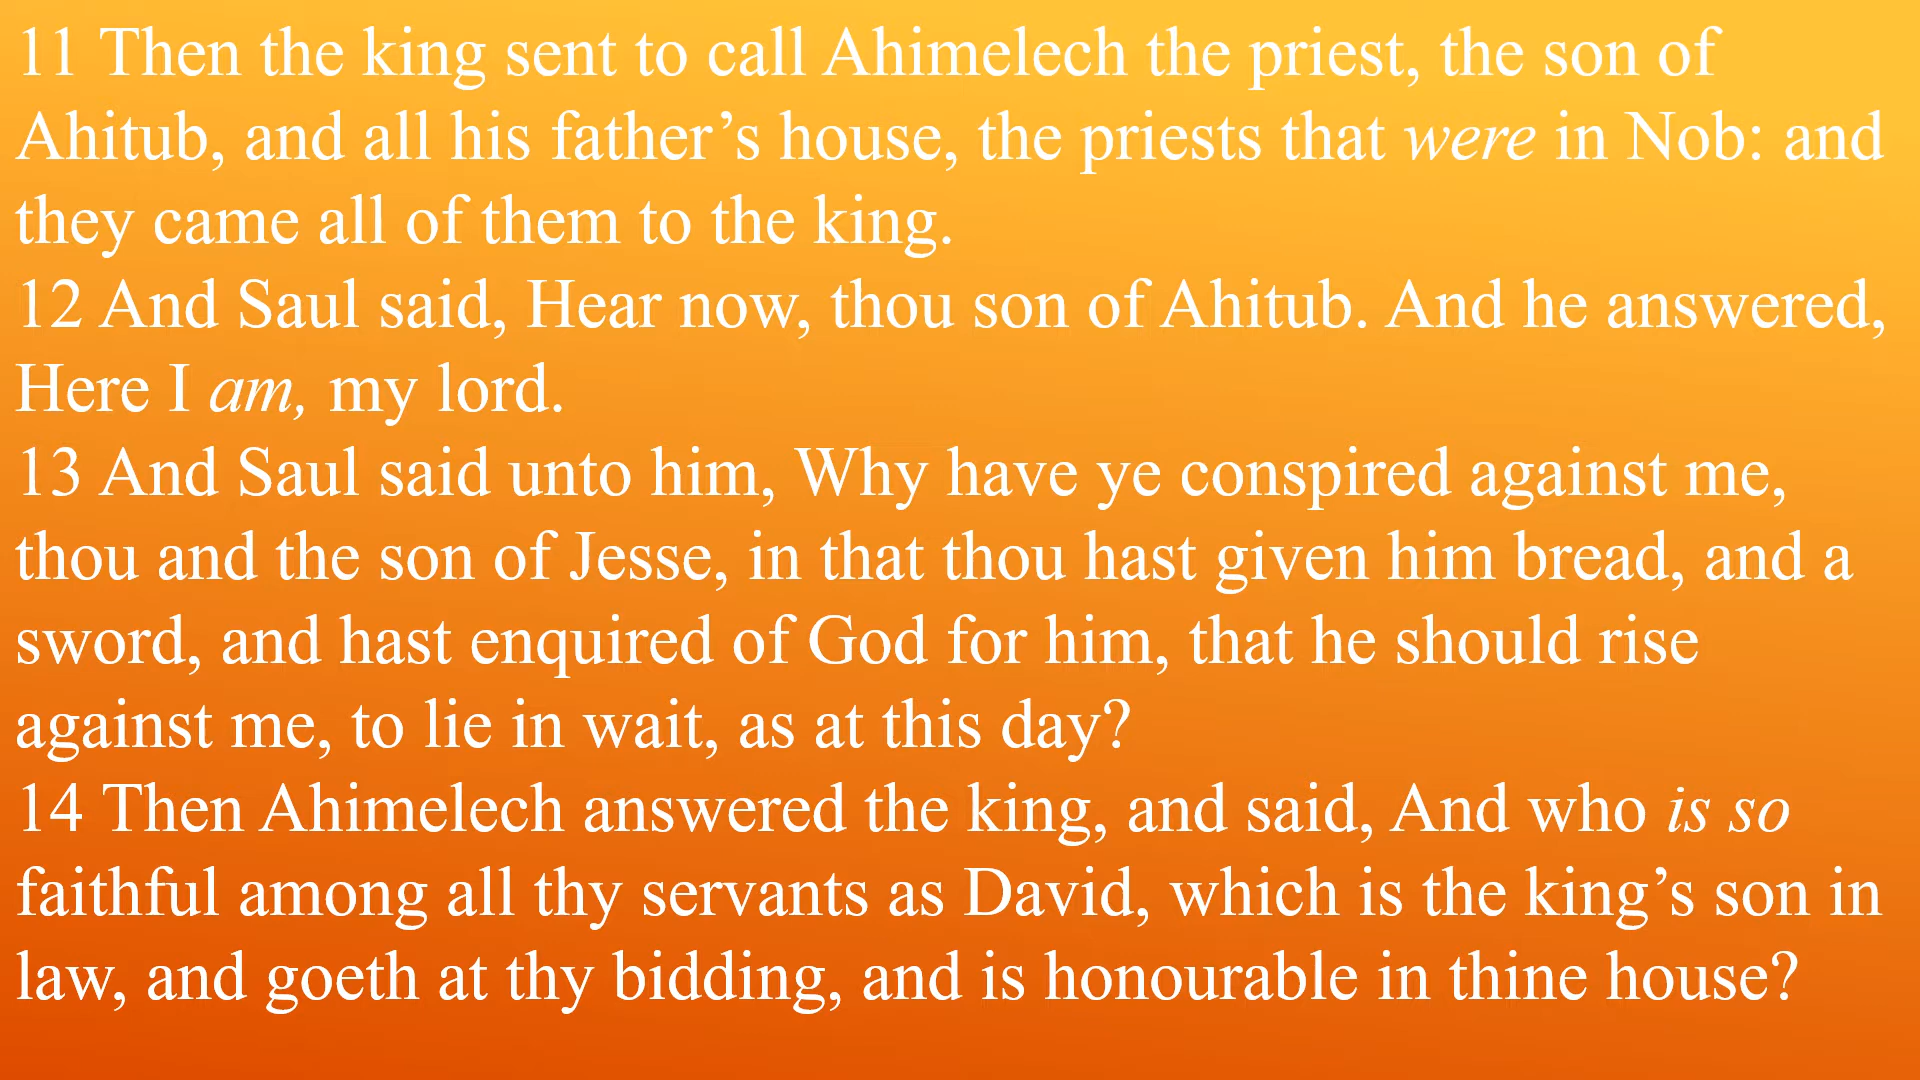 11 Then the king sent to call Ahimelech the priest, the son of
Ahitub, and all his father’s house, the priests that were in Nob: and
they came all of them to the king.
12 And Saul said, Hear now, thou son of Ahitub. And he answered,
Here I am, my lord.
13 And Saul said unto him, Why have ye conspired against me,
thou and the son of Jesse, in that thou hast given him bread, and a
sword, and hast enquired of God for him, that he should rise
against me, to lie in wait, as at this day?
14 Then Ahimelech answered the king, and said, And who is so
faithful among all thy servants as David, which is the king’s son in
law, and goeth at thy bidding, and is honourable in thine house?